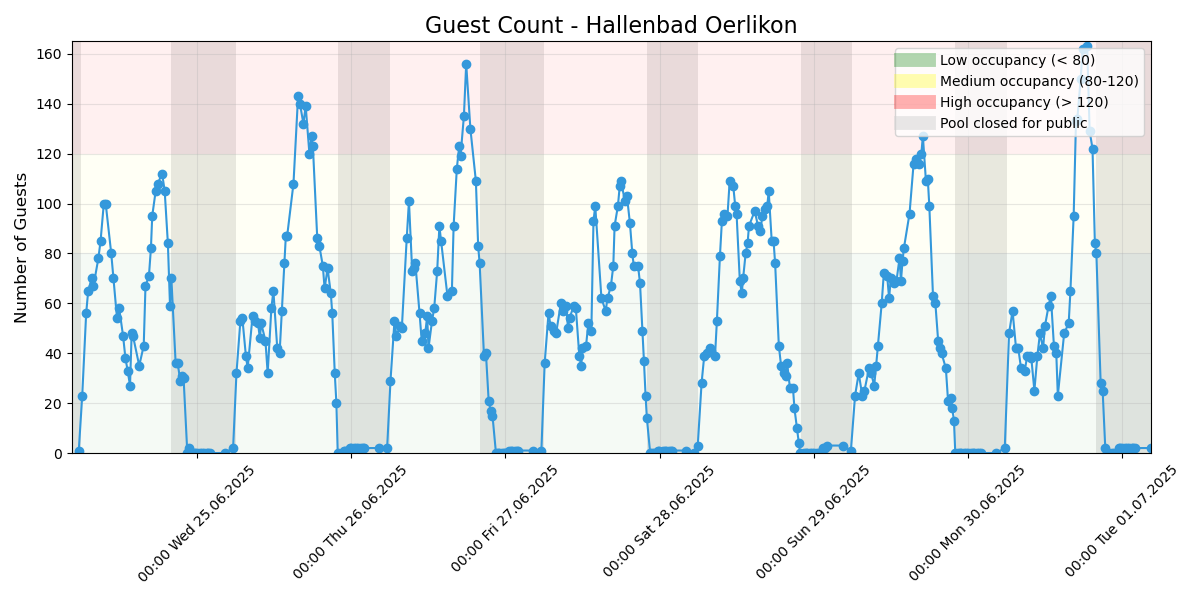 Guest Count - Hallenbad Oerlikon
Number of Guests
160
140
120
100
80
60
40
20
0
Low occupancy (< 80)
Medium occupancy (80-120)
High occupancy (> 120)
Pool closed for public
00:00 Wed 25.06.2025
00:00 Thu 26.06.2025
00:00 Fri 27.06.2025
00:00 Sat 28.06.2025
00:00 Sun 29.06.2025
00:00 Mon 30.06.2025
00:00 Tue 01.07.2025